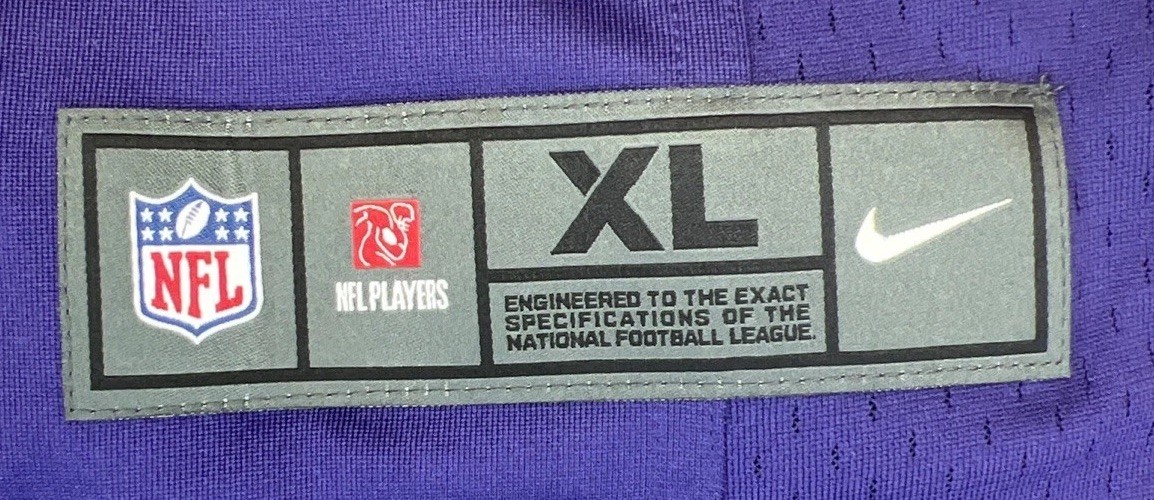 NFL
NFL PLAYERS
XL
ENGINEERED TO THE EXACT
SPECIFICATIONS OF THE
NATIONAL FOOTBALL LEAGUE.